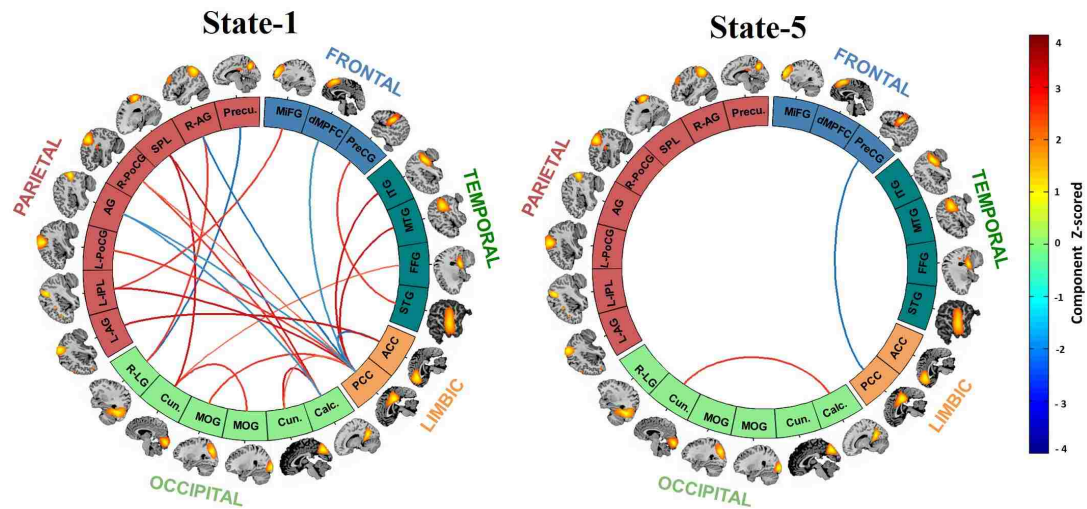 State-1
FRONTAL
TEMPORAL
LIMBIC
OCCIPITAL
PARIETAL
MiFG
dMPFC
PreCG
ITG
MTG
FFG
STG
ACC
PCC
Calc.
Cun.
MOG
MOG
Cun.
R-LG
L-AG
L-IPL
L-PoCG
AG
R-PoCG
SPL
R-AG
Precu.
State-5
FRONTAL
TEMPORAL
LIMBIC
OCCIPITAL
PARIETAL
MiFG
dMPFC
PreCG
ITG
MTG
FFG
STG
ACC
PCC
Calc.
Cun.
MOG
MOG
Cun.
R-LG
L-AG
L-IPL
L-PoCG
AG
R-PoCG
SPL
R-AG
Precu.
4
3
2
1
0
-1
-2
-3
-4
Component Z-scored